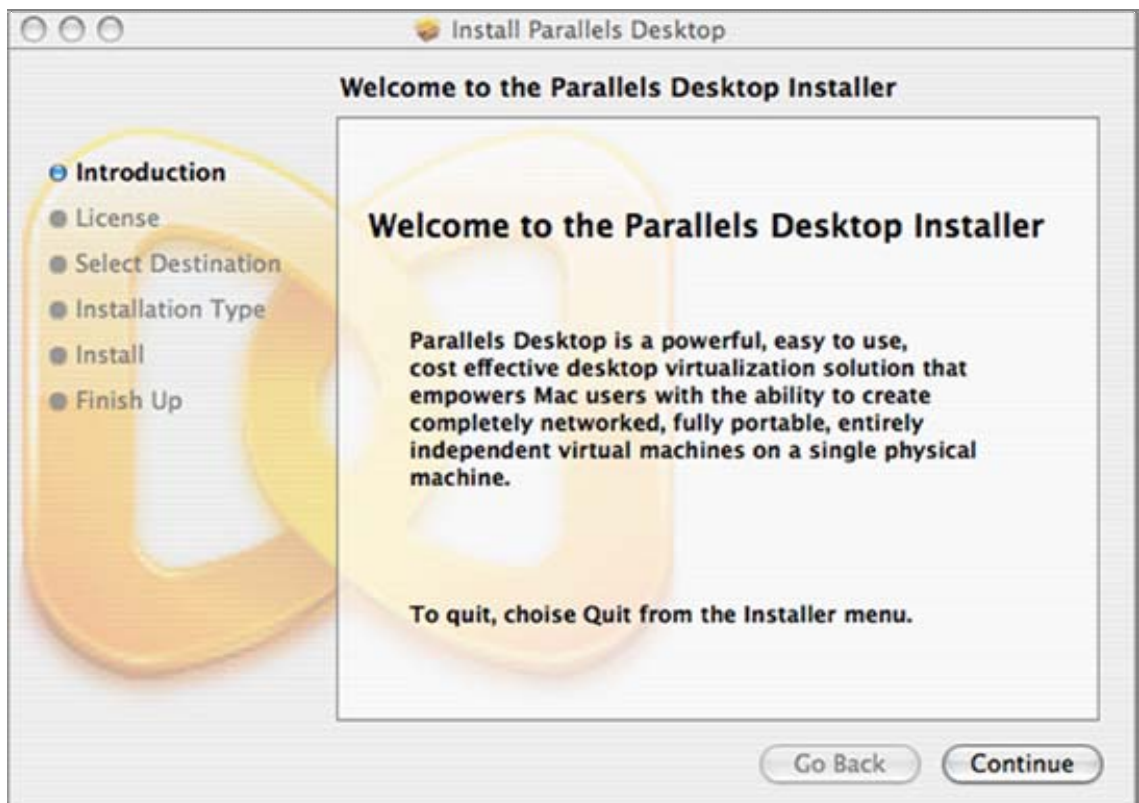 Install Parallels Desktop
Welcome to the Parallels Desktop Installer
Introduction
License
Select Destination
Installation Type
Install
Finish Up
Welcome to the Parallels Desktop Installer
Parallels Desktop is a powerful, easy to use,
cost effective desktop virtualization solution that
empowers Mac users with the ability to create
completely networked, fully portable, entirely
independent virtual machines on a single physical
machine.
To quit, choise Quit from the Installer menu.
Go Back
Continue